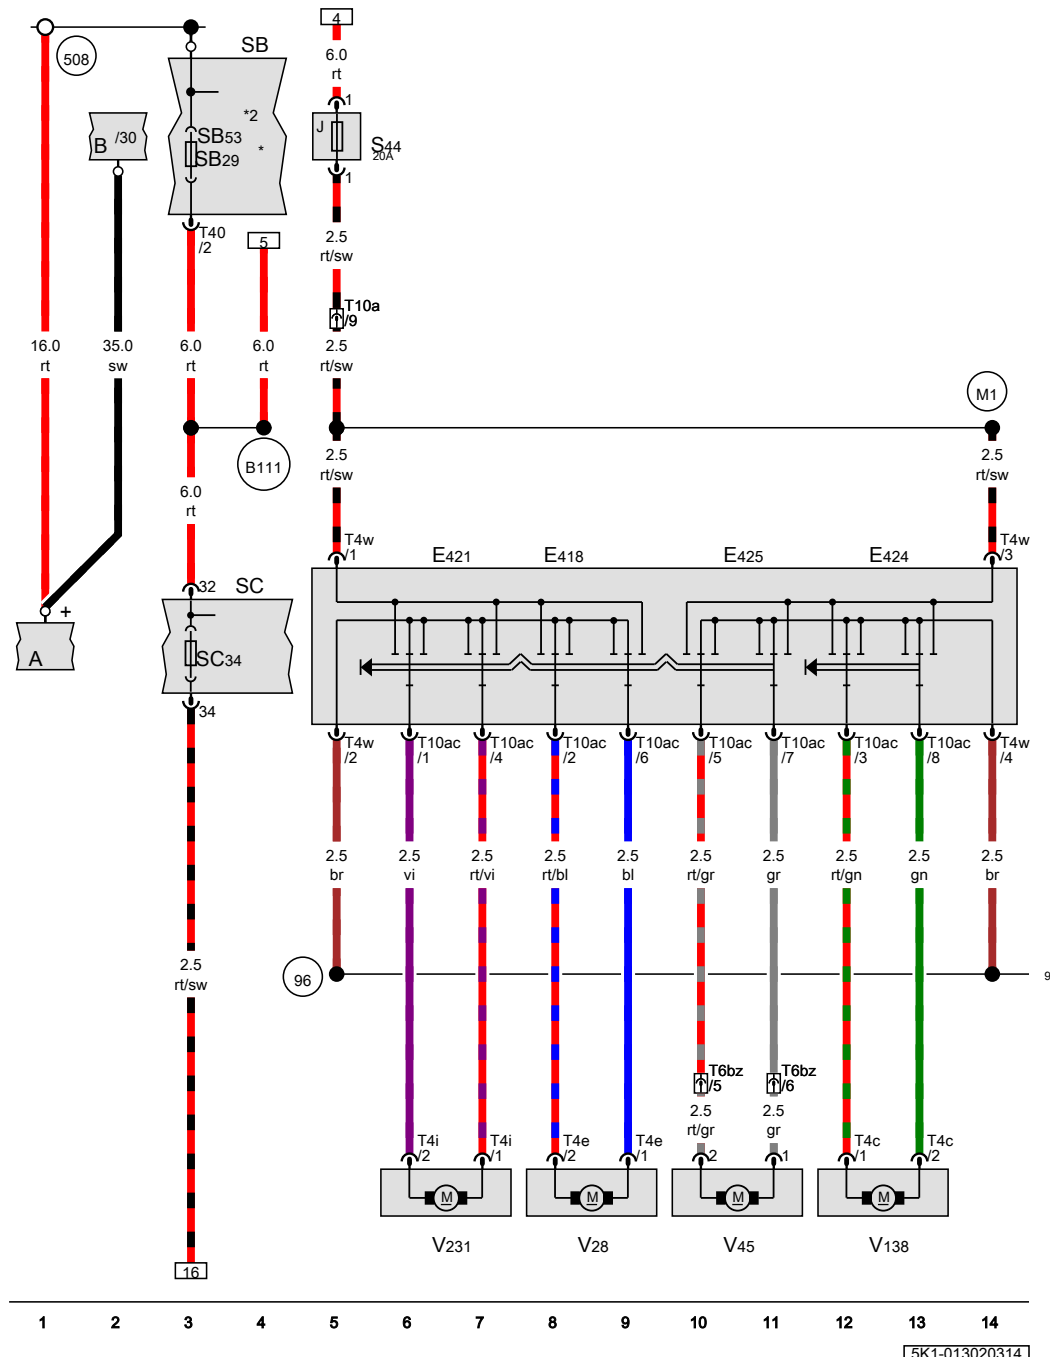 4
508
SB
6.0
rt
1
B /30
*2
SB53
*
SB29
J
S44
20A
1
T40
/2
5
2.5
rt/sw
T10a
/9
16.0
rt
35.0
sw
6.0
rt
6.0
rt
2.5
rt/sw
M1
B111
2.5
rt/sw
2.5
rt/sw
6.0
rt
T4w
/1
E421
E418
E425
E424
T4w
/3
32
SC
+
A
SC34
34
T4w
/2
T10ac
/1
T10ac
/4
T10ac
/2
T10ac
/6
T10ac
/5
T10ac
/7
T10ac
/3
T10ac
/8
T4w
/4
2.5
br
2.5
vi
2.5
rt/vi
2.5
rt/bl
2.5
bl
2.5
rt/gr
2.5
gr
2.5
rt/gn
2.5
gn
2.5
br
2.5
rt/sw
96
9
T6bz
/5
T6bz
/6
2.5
rt/gr
2.5
gr
T4i
/2
T4i
/1
T4e
/2
T4e
/1
2
1
T4c
/1
T4c
/2
M
M
M
M
V231
V28
V45
V138
16
1 2 3 4 5 6 7 8 9 10 11 12 13 14
5K1-013020314